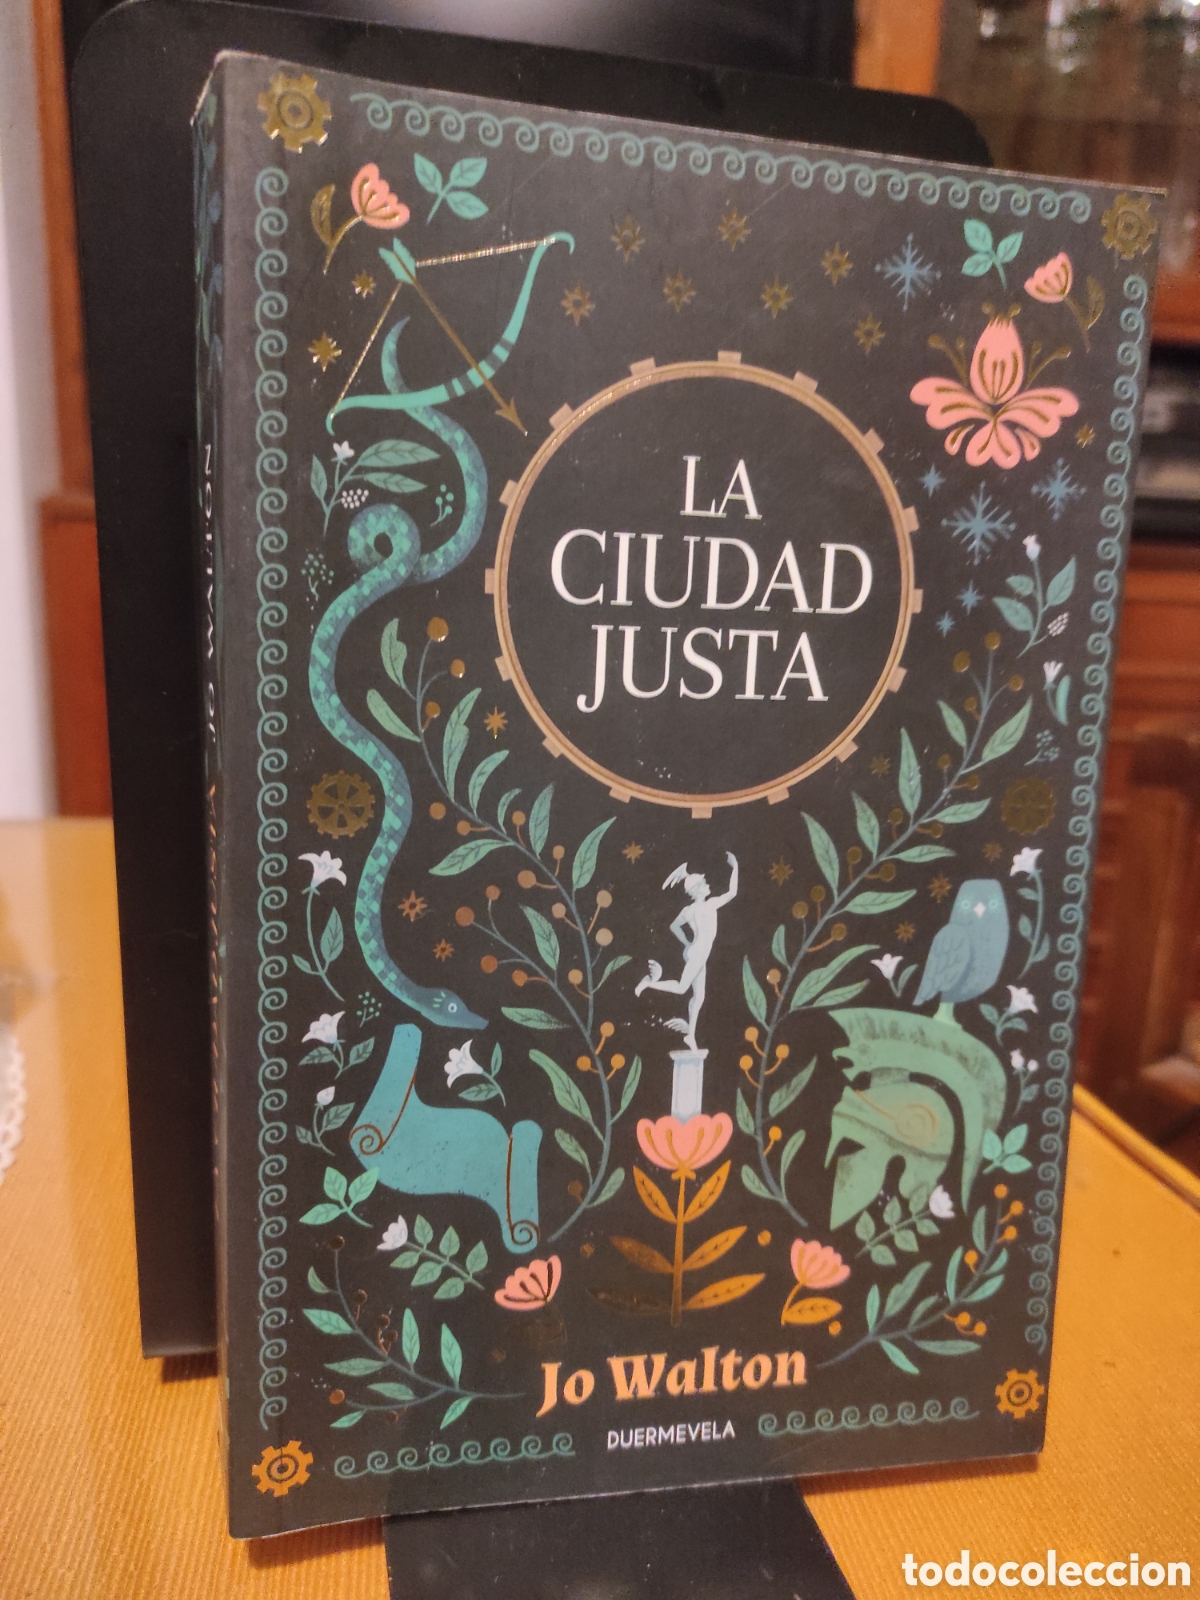 LA
CIUDAD
JUSTA
Jo Walton
DUERMEVELA
JO WALTON
todocoleccion